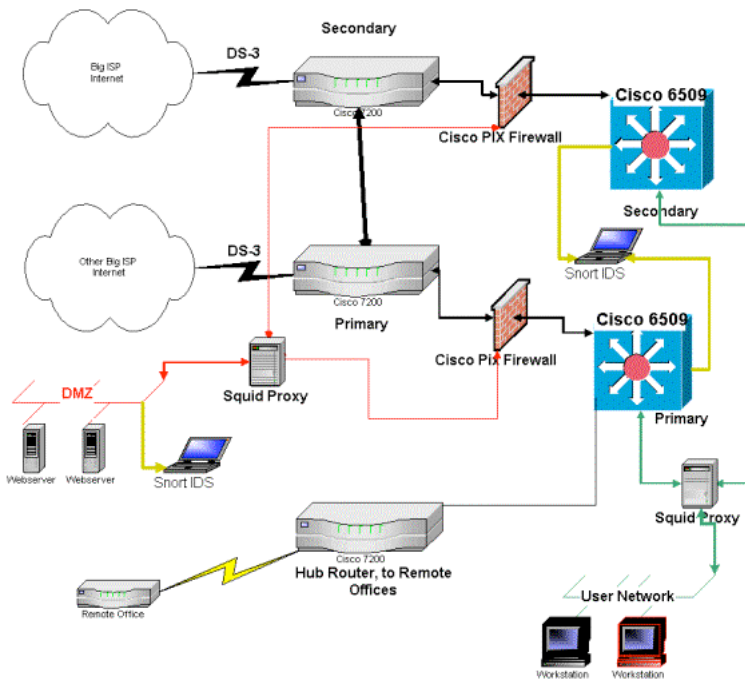 Secondary
Big ISP
Internet
DS-3
Cisco 7200
Cisco PIX Firewall
Cisco 6509
Secondary
Other Big ISP
Internet
DS-3
Cisco 7200
Primary
Snort IDS
Cisco Pix Firewall
Cisco 6509
Primary
Squid Proxy
DMZ
Webserver
Webserver
Snort IDS
Squid Proxy
Cisco 7200
Hub Router, to Remote
Offices
Remote Office
User Network
Workstation
Workstation